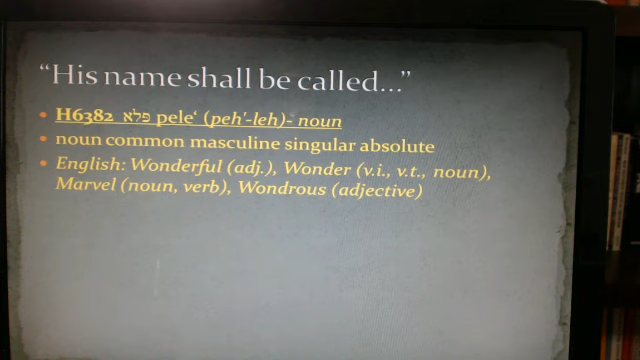 “His name shall be called...”
• H6382 פלא pele‘ (peh'-leh)- noun
• noun common masculine singular absolute
• English: Wonderful (adj.), Wonder (v.i., v.t., noun),
Marvel (noun, verb), Wondrous (adjective)